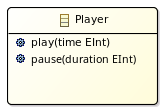 Player
play(time EInt)
pause(duration EInt)